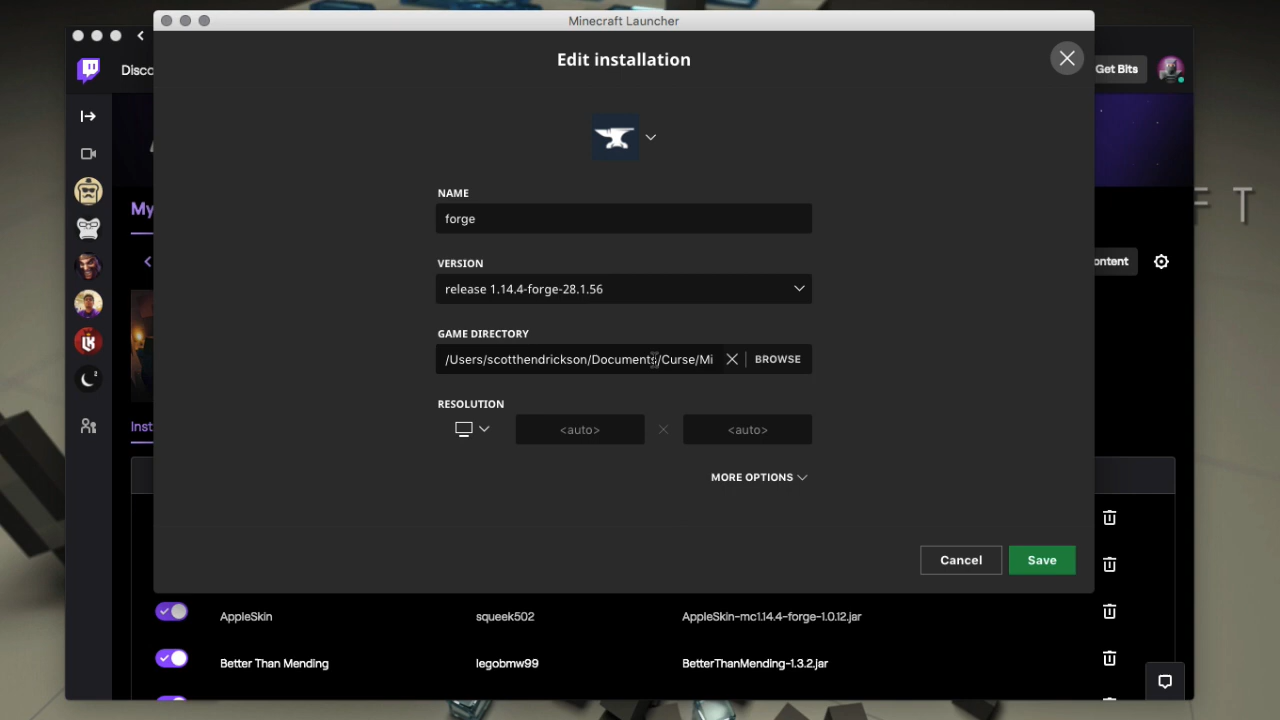 Minecraft Launcher
Edit installation
Disco
Get Bits
NAME
forge
My
VERSION
ontent
release 1.14.4-forge-28.1.56
GAME DIRECTORY
/Users/scotthendrickson/Documents/Curse/Mi
BROWSE
RESOLUTION
<auto>
<auto>
Inst
MORE OPTIONS
Cancel
Save
AppleSkin squeek502 AppleSkin-mc1.14.4-forge-1.0.12.jar
Better Than Mending legobmw99 BetterThanMending-1.3.2.jar
F T
2